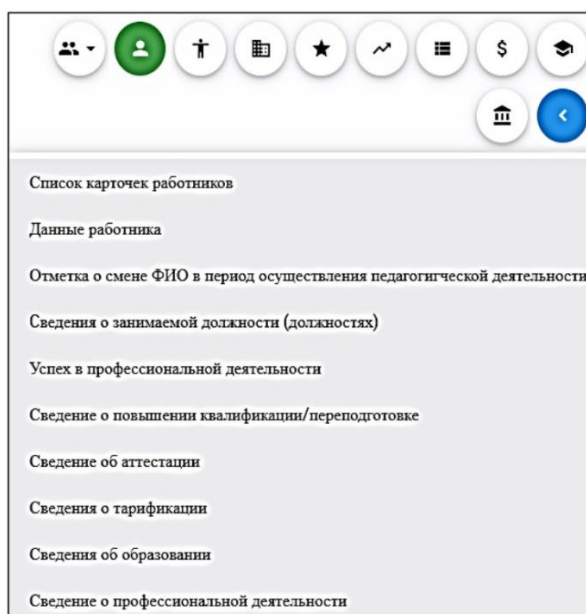 Список карточек работников
Данные работника
Отметка о смене ФИО в период осуществления педагогигческой деятельности
Сведения о занимаемой должности (должностях)
Успех в профессиональной деятельности
Сведение о повышении квалификации/переподготовке
Сведение об аттестации
Сведения о тарификации
Сведения об образовании
Сведение о профессиональной деятельности